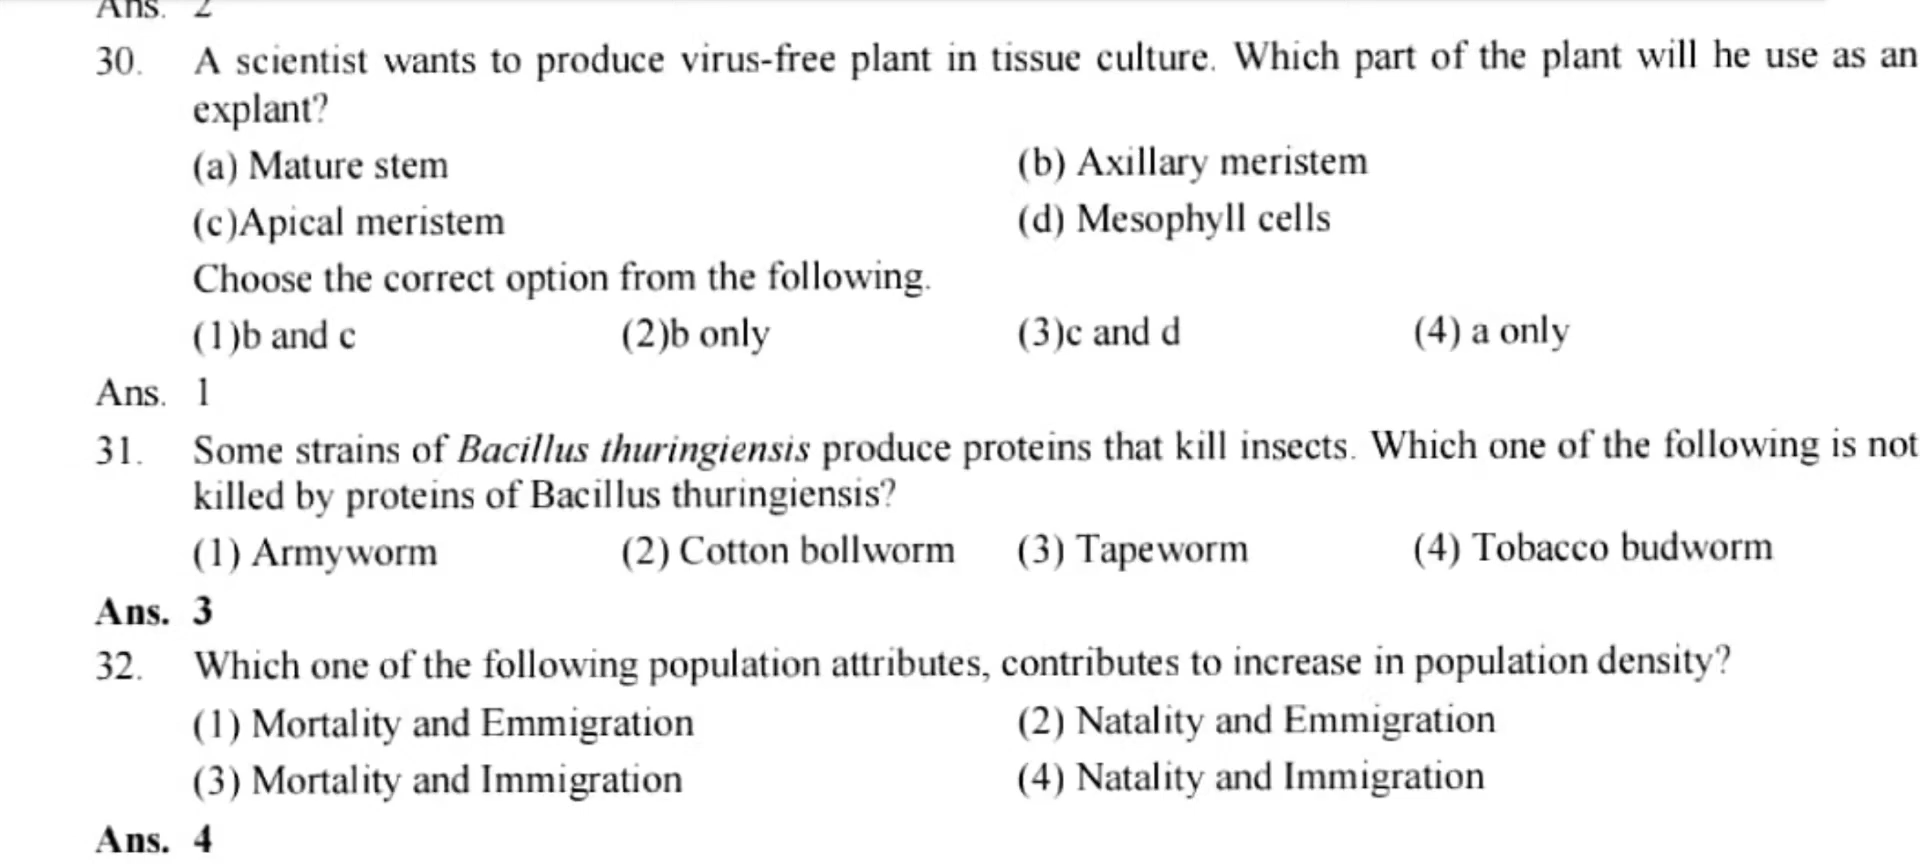 Ans. 2
30. A scientist wants to produce virus-free plant in tissue culture. Which part of the plant will he use as an
explant?
(a) Mature stem (b) Axillary meristem
(c)Apical meristem (d) Mesophyll cells
Choose the correct option from the following.
(1)b and c (2)b only (3)c and d (4) a only
Ans. 1
31. Some strains of Bacillus thuringiensis produce proteins that kill insects. Which one of the following is not
killed by proteins of Bacillus thuringiensis?
(1) Armyworm (2) Cotton bollworm (3) Tapeworm (4) Tobacco budworm
Ans. 3
32. Which one of the following population attributes, contributes to increase in population density?
(1) Mortality and Emmigration (2) Natality and Emmigration
(3) Mortality and Immigration (4) Natality and Immigration
Ans. 4